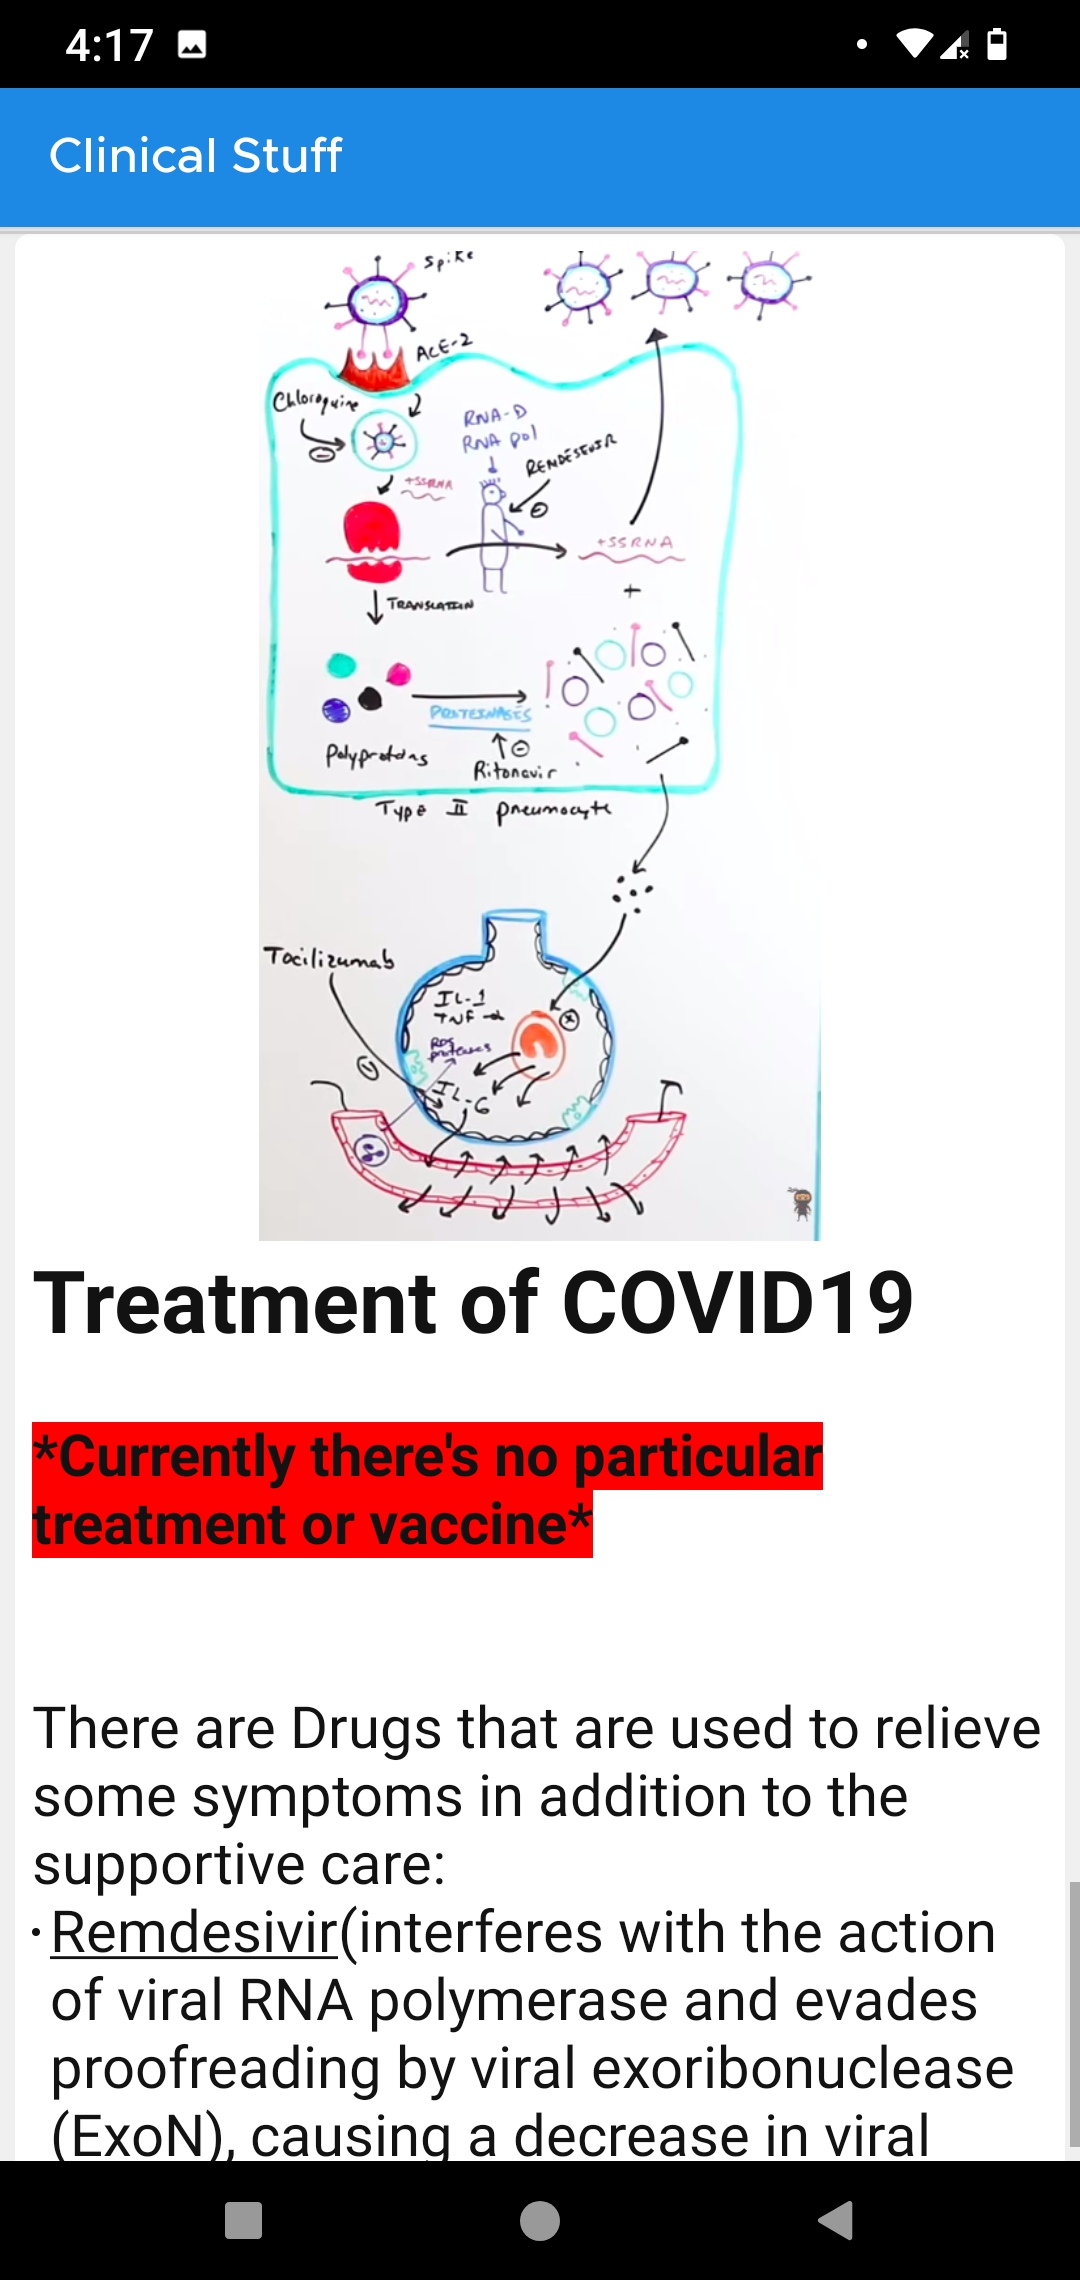 4:17
Clinical Stuff
Spike
ACE-2
Chloroquine
RNA-D
RNA pol
REMDESEVIR
+SSRNA
+SSRNA
+
TRANSLATION
PROTEINASES
Polyproteins
Ritonavir
Type II pneumocyte
Tocilizumab
IL-1
TNF-α
ROS
proteases
IL-6
Treatment of COVID19
*Currently there's no particular
treatment or vaccine*
There are Drugs that are used to relieve
some symptoms in addition to the
supportive care:
· Remdesivir(interferes with the action
of viral RNA polymerase and evades
proofreading by viral exoribonuclease
(ExoN), causing a decrease in viral